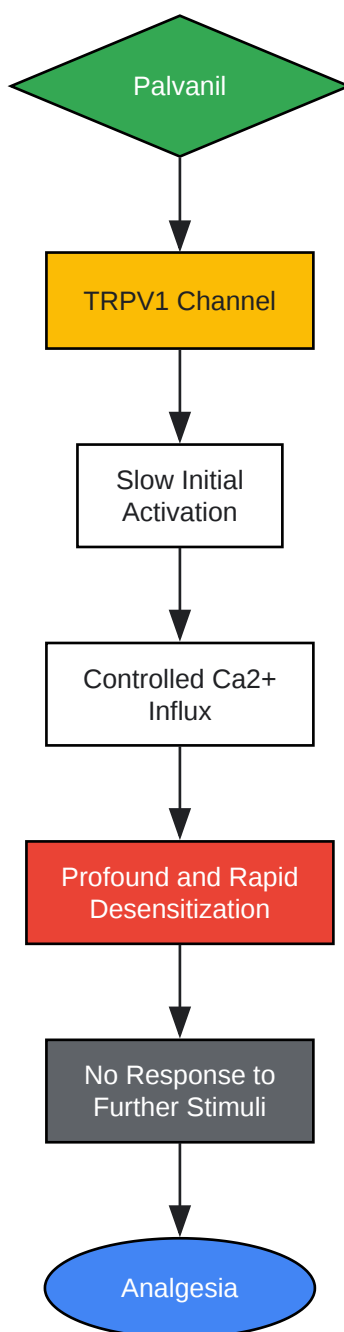 Palvanil
TRPV1 Channel
Slow Initial
Activation
Controlled Ca2+
Influx
Profound and Rapid
Desensitization
No Response to
Further Stimuli
Analgesia